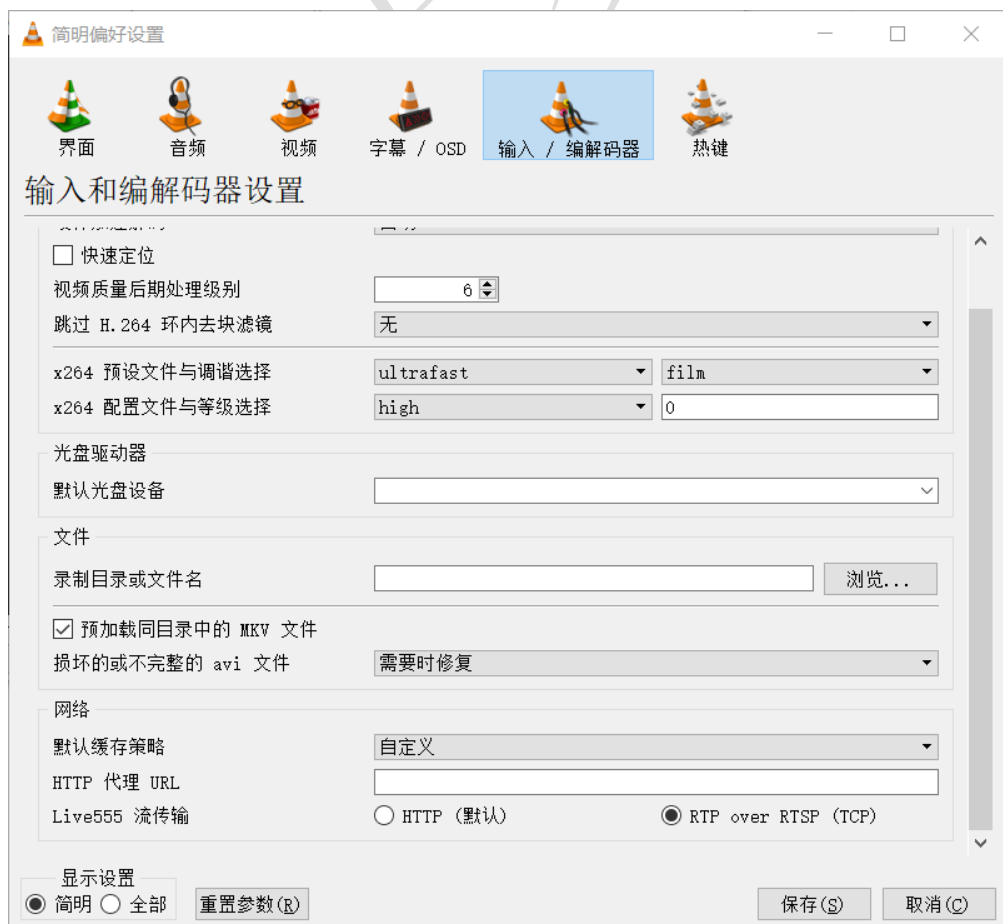 简明偏好设置
界面 音频 视频 字幕 / OSD 输入 / 编解码器 热键
输入和编解码器设置
快速定位
视频质量后期处理级别 6
跳过 H.264 环内去块滤镜 无
x264 预设文件与调谐选择 ultrafast film
x264 配置文件与等级选择 high 0
光盘驱动器
默认光盘设备
文件
录制目录或文件名 浏览...
预加载同目录中的 MKV 文件
损坏的或不完整的 avi 文件 需要时修复
网络
默认缓存策略 自定义
HTTP 代理 URL
Live555 流传输 HTTP (默认) RTP over RTSP (TCP)
显示设置
简明 全部 重置参数(R) 保存(S) 取消(C)